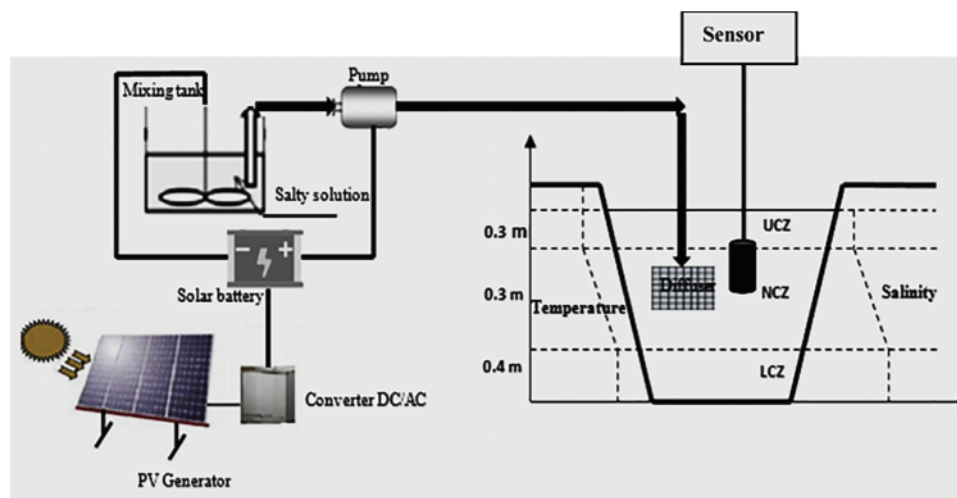 Sensor
Pump
Mixing tank
Salty solution
Solar battery
Converter DC/AC
PV Generator
0.3 m
0.3 m
0.4 m
Temperature
Diffuser
UCZ
NCZ
LCZ
Salinity